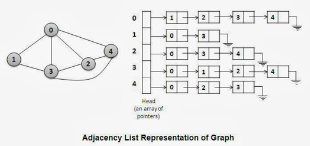 0
1
2
3
4
0 1 2 3 4
1 0 3
2 0 3 4
3 0 1 2 4
4 0 2 3
Head
(an array of
pointers)
Adjacency List Representation of Graph